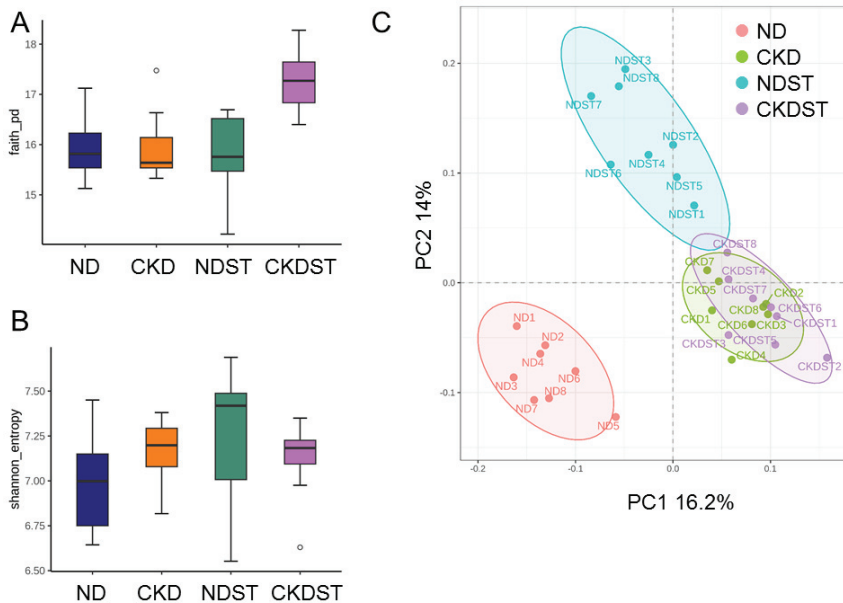 A
faith_pd
18
17
16
15
14
ND CKD NDST CKDST
B
shannon_entropy
7.50
7.25
7.00
6.75
6.50
ND CKD NDST CKDST
C
ND
CKD
NDST
CKDST
PC2 14%
0.2
0.1
0.0
-0.1
NDST3
NDST8
NDST7
NDST2
NDST4
NDST6
NDST5
NDST1
CKDST8
CKD7
CKDST4
CKD5
CKDST7
CKD2
CKDST6
CKD8
CKD1
CKD6
CKD3
CKDST1
CKDST3
CKDST5
CKD4
CKDST2
ND1
ND2
ND4
ND3
ND6
ND8
ND7
ND5
-0.2
-0.1
0.0
0.1
PC1 16.2%